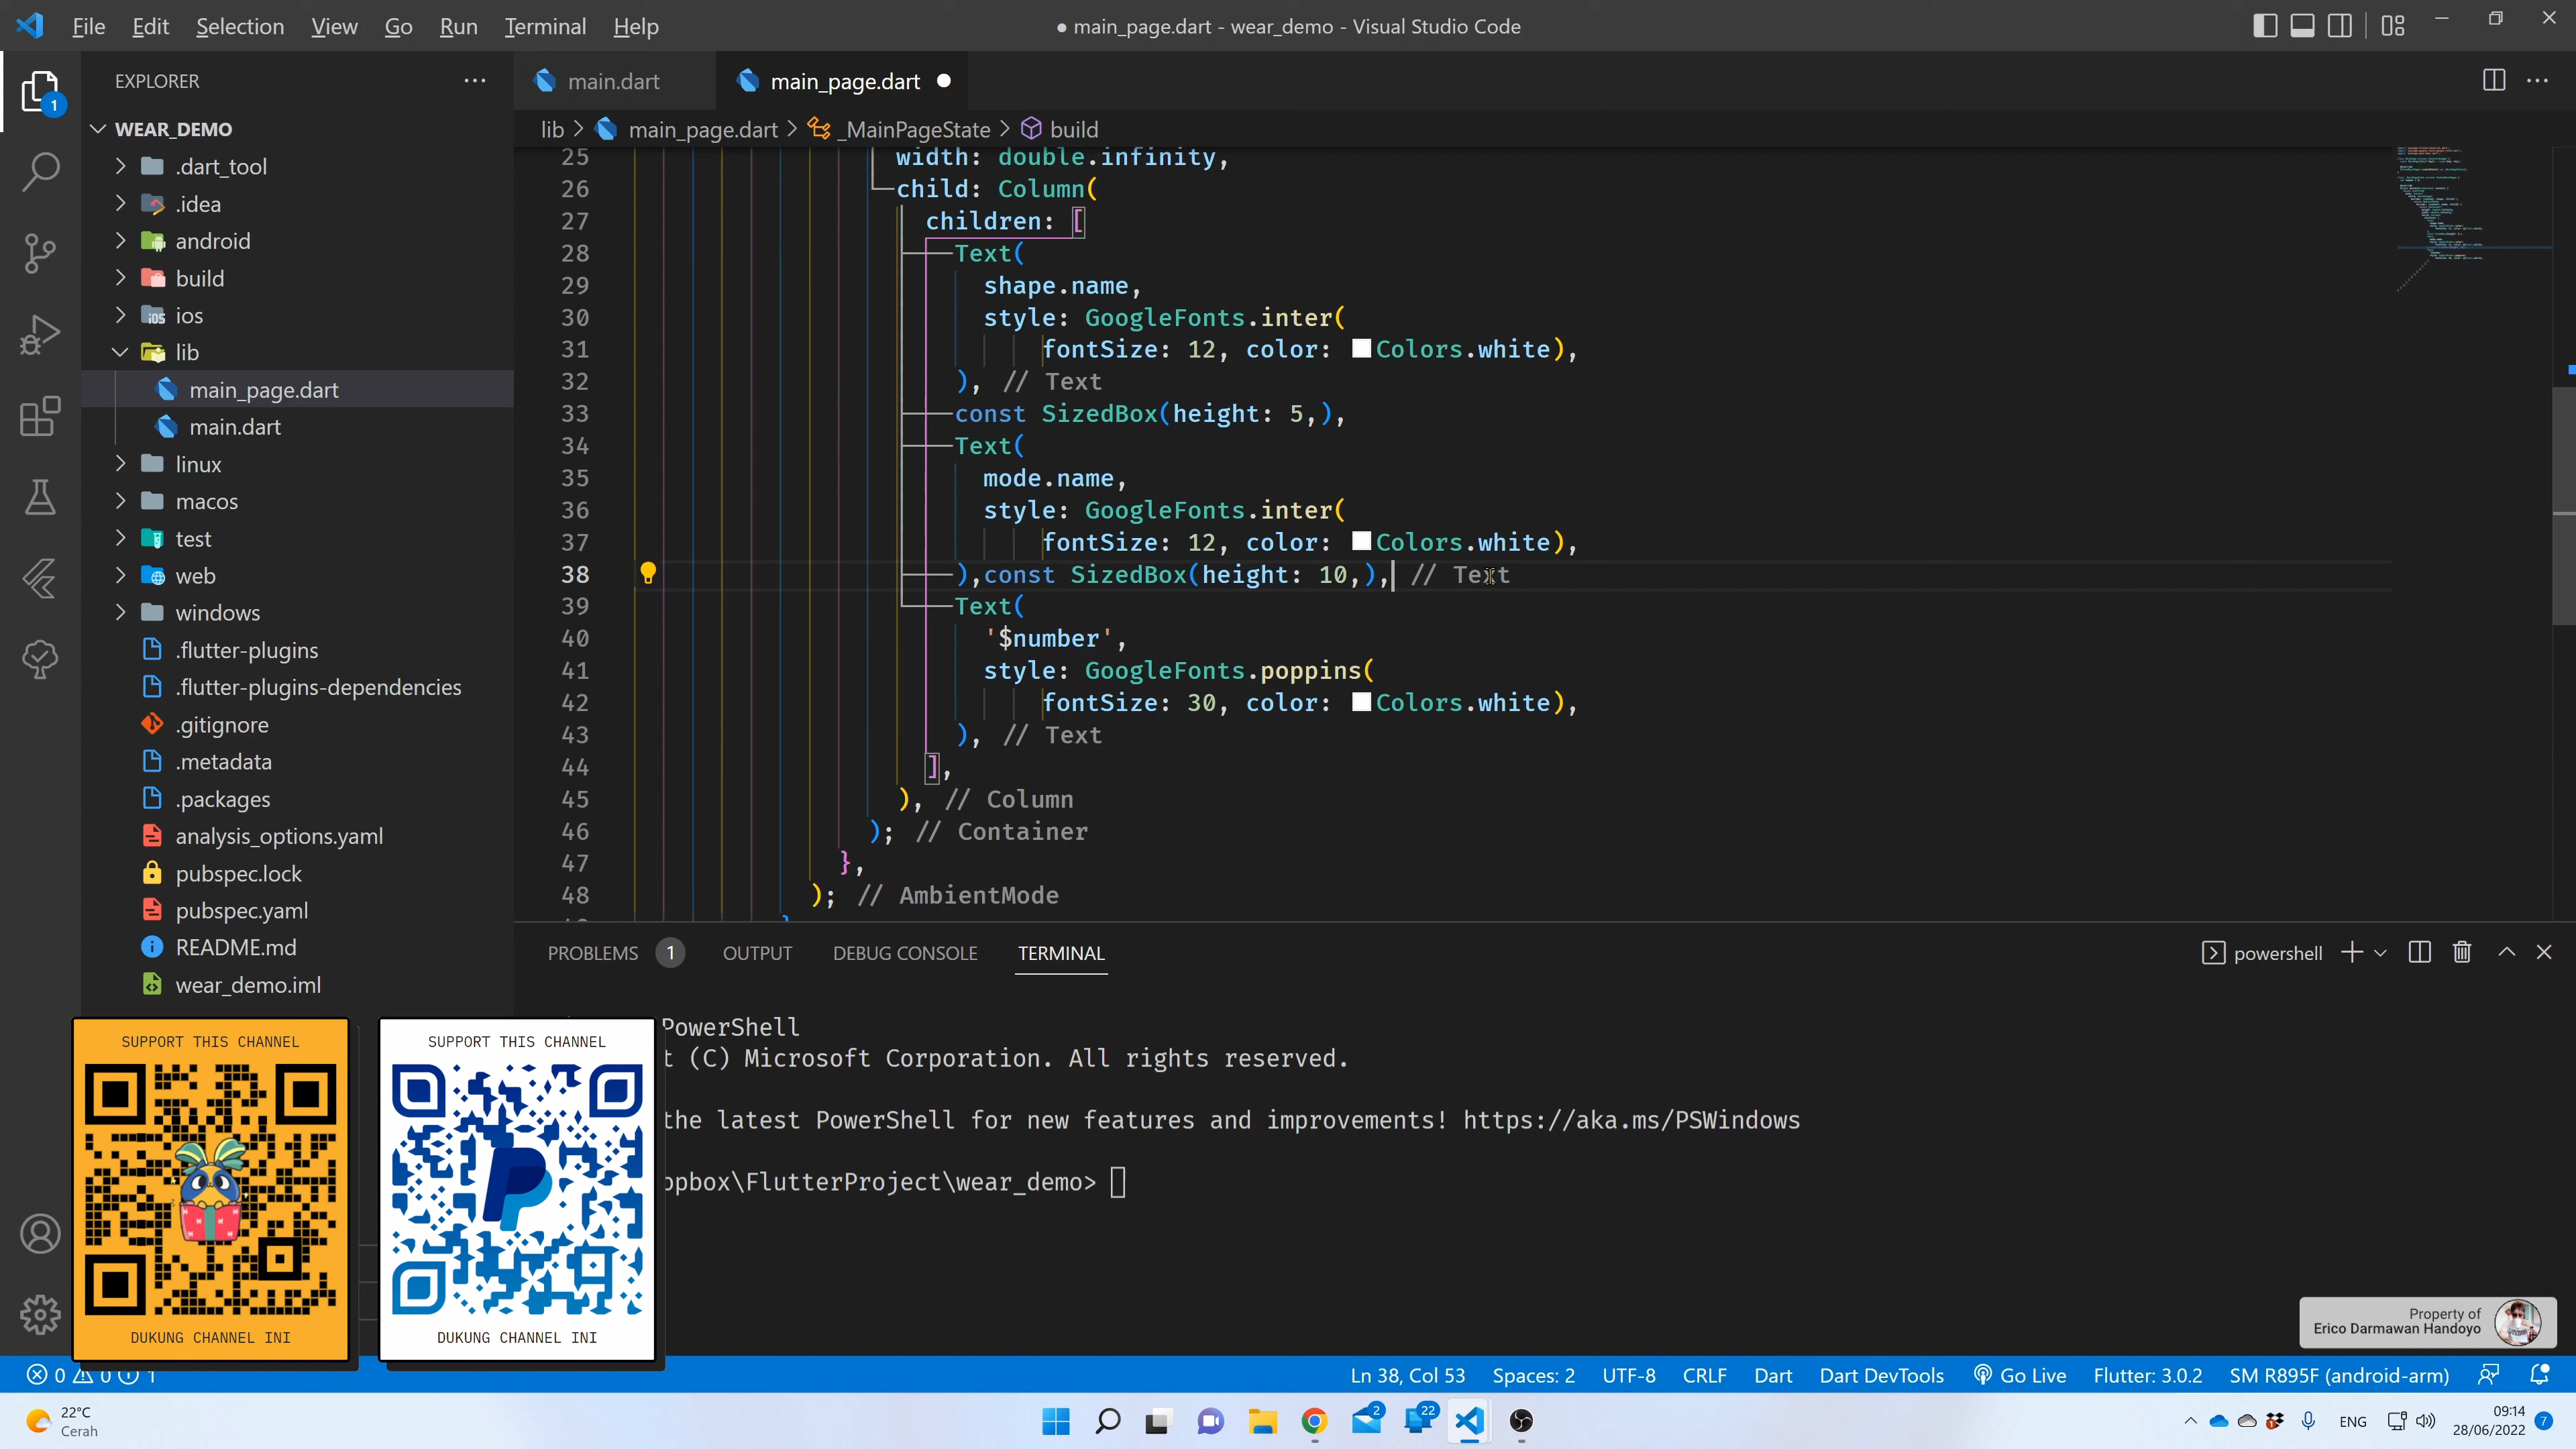 File Edit Selection View Go Run Terminal Help
● main_page.dart - wear_demo - Visual Studio Code
EXPLORER
main.dart
main_page.dart
lib > main_page.dart > _MainPageState > build
WEAR_DEMO
.dart_tool
.idea
android
build
ios
lib
main_page.dart
main.dart
linux
macos
test
web
windows
.flutter-plugins
.flutter-plugins-dependencies
.gitignore
.metadata
.packages
analysis_options.yaml
pubspec.lock
pubspec.yaml
README.md
wear_demo.iml
25 width: double.infinity,
26 child: Column(
27 children: [
28 Text(
29 shape.name,
30 style: GoogleFonts.inter(
31 fontSize: 12, color: Colors.white),
32 ), // Text
33 const SizedBox(height: 5,),
34 Text(
35 mode.name,
36 style: GoogleFonts.inter(
37 fontSize: 12, color: Colors.white),
38 ),const SizedBox(height: 10,), // Text
39 Text(
40 '$number',
41 style: GoogleFonts.poppins(
42 fontSize: 30, color: Colors.white),
43 ), // Text
44 ],
45 ), // Column
46 ); // Container
47 },
48 ); // AmbientMode
PROBLEMS 1 OUTPUT DEBUG CONSOLE TERMINAL
powershell
PowerShell
t (C) Microsoft Corporation. All rights reserved.
the latest PowerShell for new features and improvements! https://aka.ms/PSWindows
opbox\FlutterProject\wear_demo>
SUPPORT THIS CHANNEL
DUKUNG CHANNEL INI
SUPPORT THIS CHANNEL
DUKUNG CHANNEL INI
Property of
Erico Darmawan Handoyo
0 0 1
Ln 38, Col 53 Spaces: 2 UTF-8 CRLF Dart Dart DevTools Go Live Flutter: 3.0.2 SM R895F (android-arm)
22°C
Cerah
2
22
ENG
09:14
28/06/2022
7